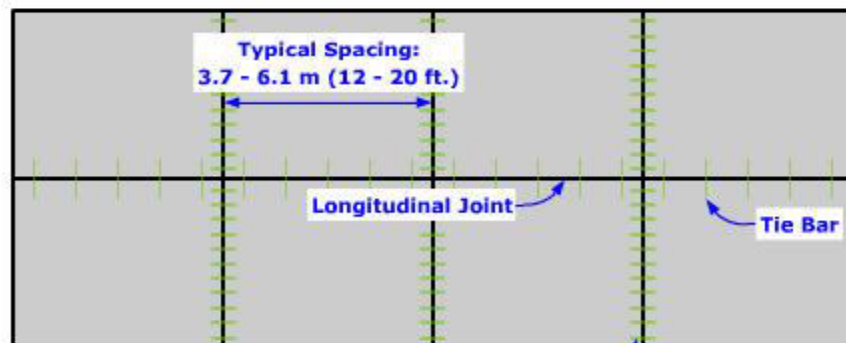 Typical Spacing:
3.7 - 6.1 m (12 - 20 ft.)
Longitudinal Joint
Tie Bar